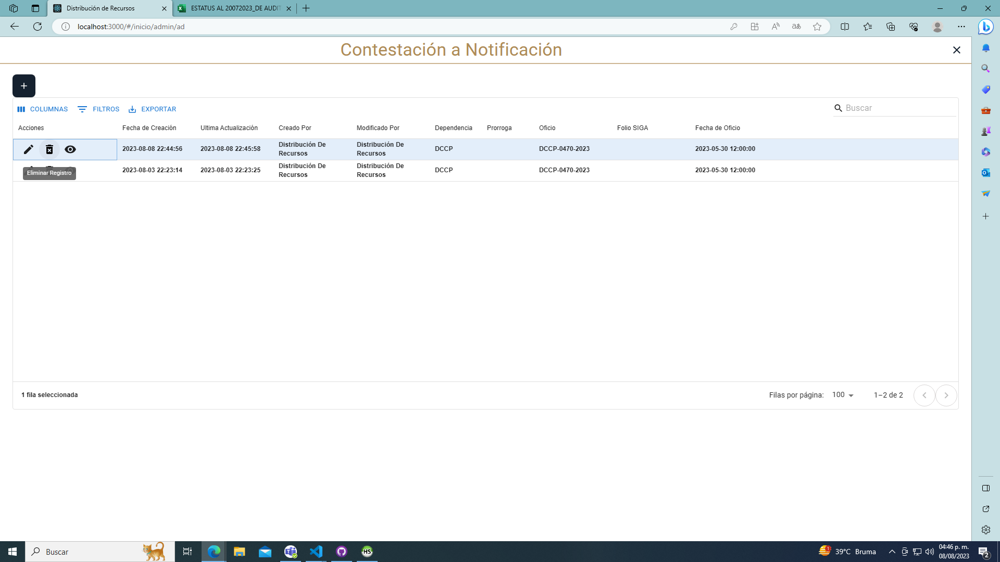 Distribución de Recursos
ESTATUS AL 20072023_DE AUDIT
localhost:3000/#/inicio/admin/ad
Contestación a Notificación
COLUMNAS
FILTROS
EXPORTAR
Buscar
Acciones
Fecha de Creación
Ultima Actualización
Creado Por
Modificado Por
Dependencia
Prorroga
Oficio
Folio SIGA
Fecha de Oficio
2023-08-08 22:44:56
2023-08-08 22:45:58
Distribución De
Recursos
Distribución De
Recursos
DCCP
DCCP-0470-2023
2023-05-30 12:00:00
Eliminar Registro
2023-08-03 22:23:14
2023-08-03 22:23:25
Distribución De
Recursos
Distribución De
Recursos
DCCP
DCCP-0470-2023
2023-05-30 12:00:00
1 fila seleccionada
Filas por página:
100
1–2 de 2
Buscar
HS
1
39°C Bruma
04:46 p. m.
08/08/2023
2